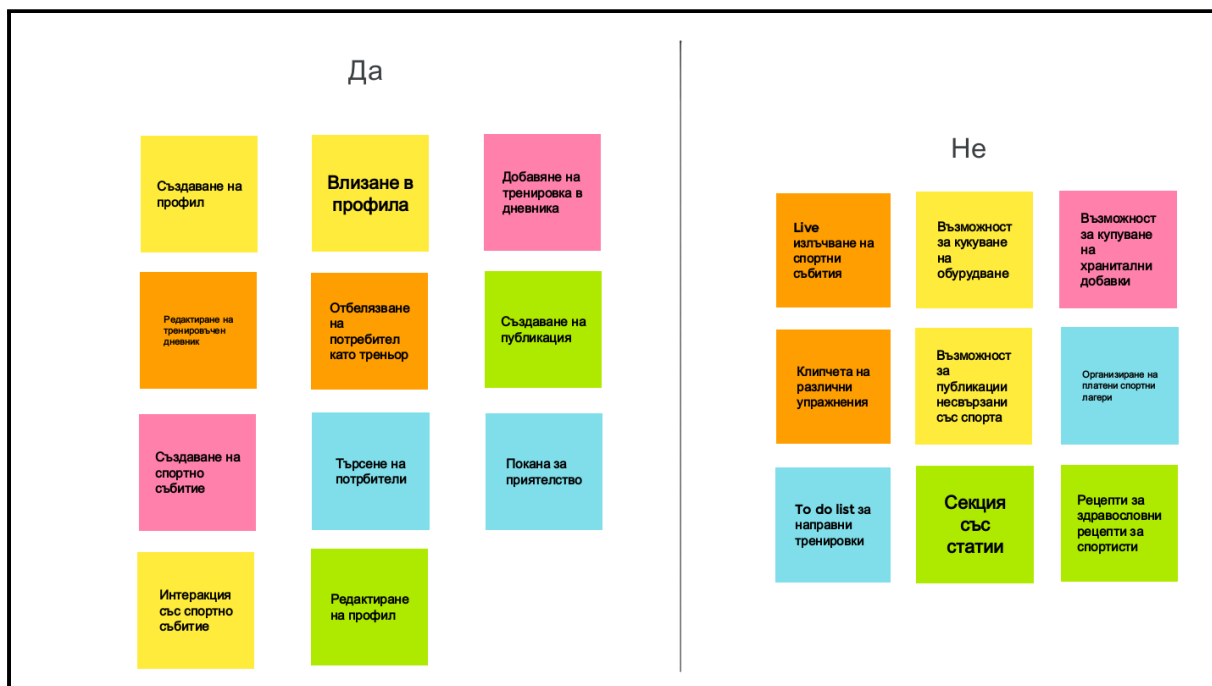 Да
Създаване на
профил
Влизане в
профила
Добавяне на
тренировка в
дневника
Редактиране на
тренировъчен
дневник
Отбелязване
на
потребител
като треньор
Създаване на
публикация
Създаване на
спортно
събитие
Търсене на
потрбители
Покана за
приятелство
Интеракция
със спортно
събитие
Редактиране
на профил
Не
Live
излъчване на
спортни
събития
Възможност
за кукуване
на
обурудване
Възможност
за купуване
на
хранитални
добавки
Клипчета на
различни
упражнения
Възможност
за
публикации
несвързани
със спорта
Организиране на
платени спортни
лагери
To do list за
направни
тренировки
Секция
със
статии
Рецепти за
здравословни
рецепти за
спортисти